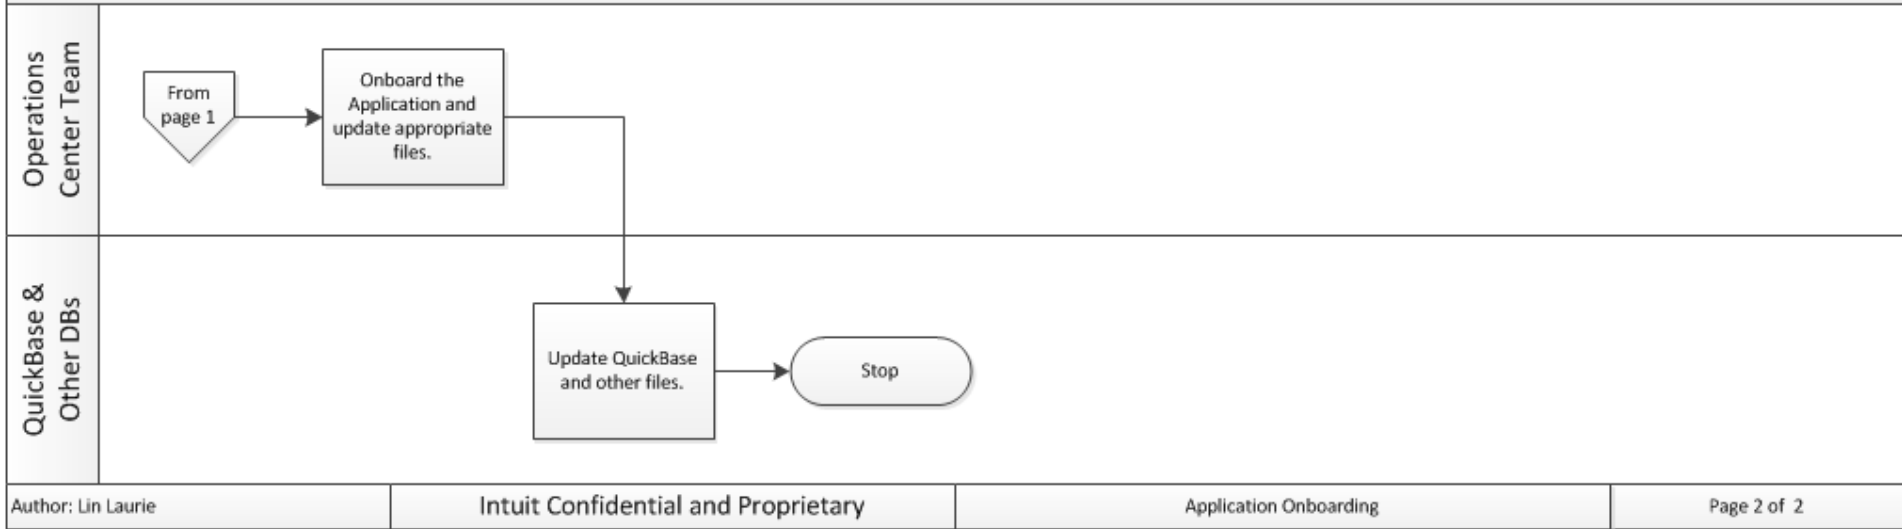 Operations
Center Team
From
page 1
Onboard the
Application and
update appropriate
files.
QuickBase &
Other DBs
Update QuickBase
and other files.
Stop
Author: Lin Laurie
Intuit Confidential and Proprietary
Application Onboarding
Page 2 of 2